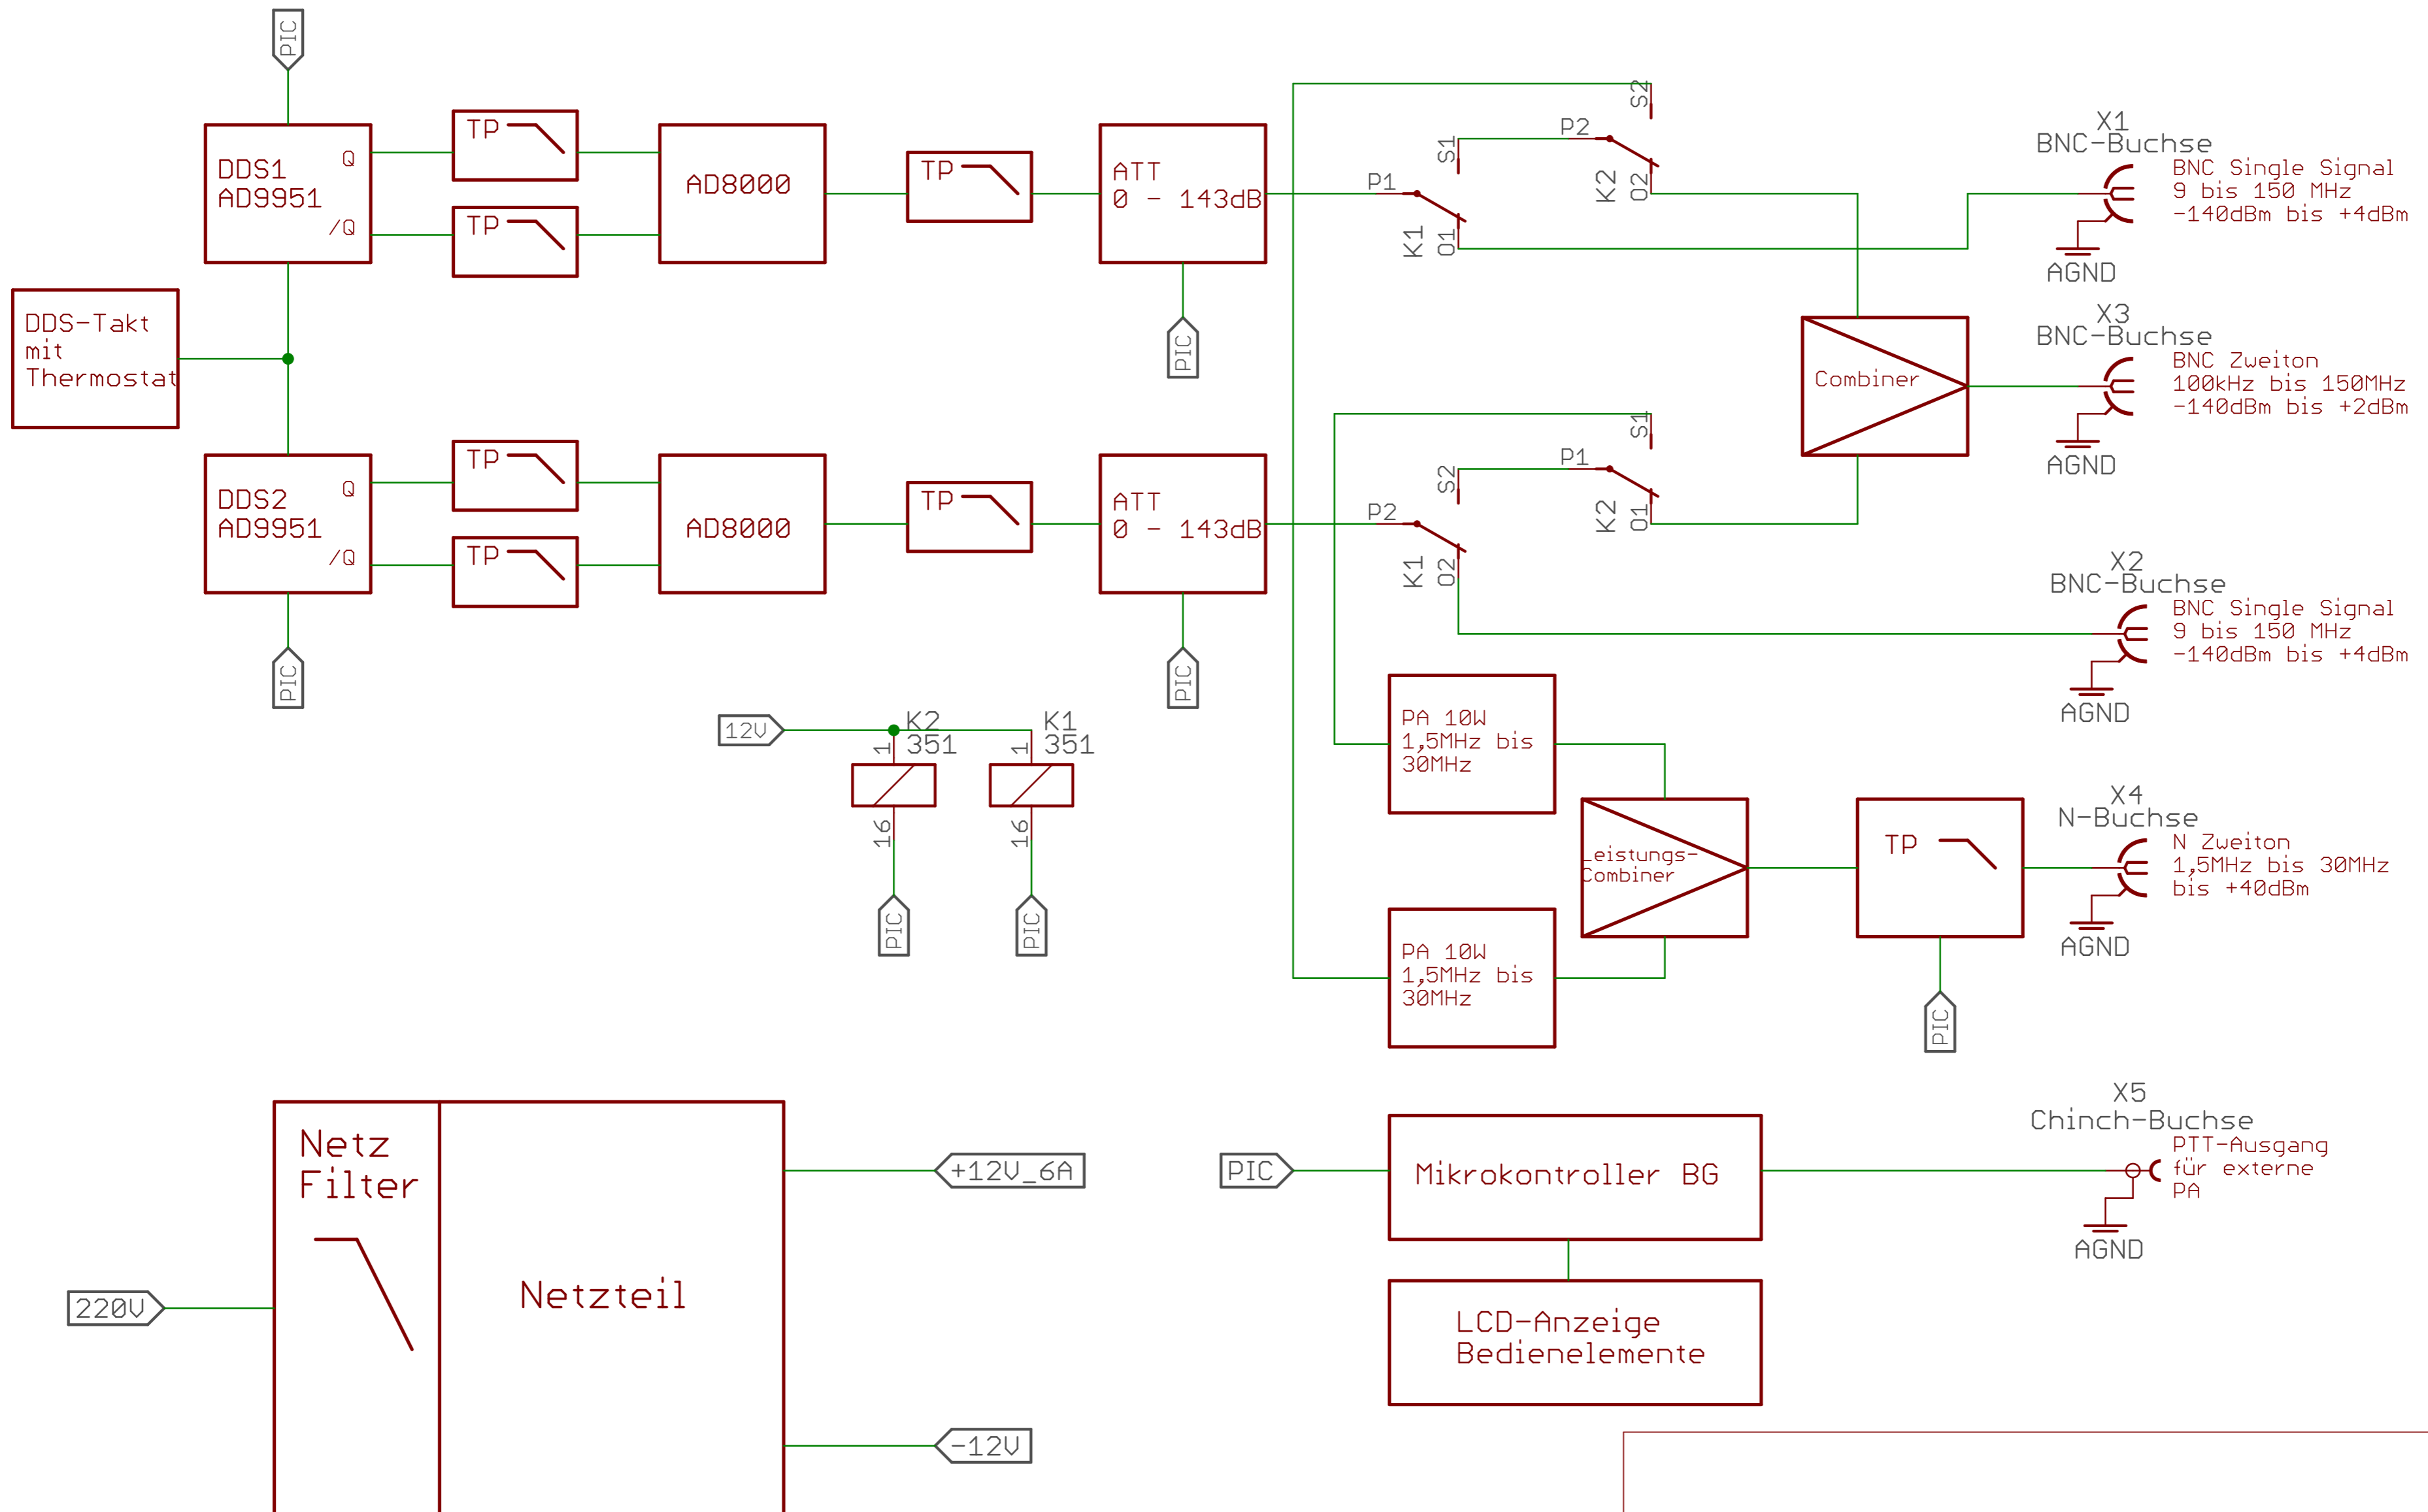 PIC
DDS1
AD9951
Q
/Q
TP
TP
AD8000
TP
ATT
0 - 143dB
PIC
P1
S1
K1
O1
P2
S2
K2
O2
X1
BNC-Buchse
BNC Single Signal
9 bis 150 MHz
-140dBm bis +4dBm
AGND
DDS-Takt
mit
Thermostat
Combiner
X3
BNC-Buchse
BNC Zweiton
100kHz bis 150MHz
-140dBm bis +2dBm
AGND
DDS2
AD9951
Q
/Q
PIC
TP
TP
AD8000
TP
ATT
0 - 143dB
PIC
P2
S2
K1
O2
P1
S1
K2
O1
X2
BNC-Buchse
BNC Single Signal
9 bis 150 MHz
-140dBm bis +4dBm
AGND
12V
K2
351
1
16
PIC
K1
351
1
16
PIC
PA 10W
1,5MHz bis
30MHz
Leistungs-
Combiner
PA 10W
1,5MHz bis
30MHz
TP
PIC
X4
N-Buchse
N Zweiton
1,5MHz bis 30MHz
bis +40dBm
AGND
Netz
Filter
220V
Netzteil
+12V_6A
-12V
PIC
Mikrokontroller BG
LCD-Anzeige
Bedienelemente
X5
Chinch-Buchse
PTT-Ausgang
für externe
PA
AGND